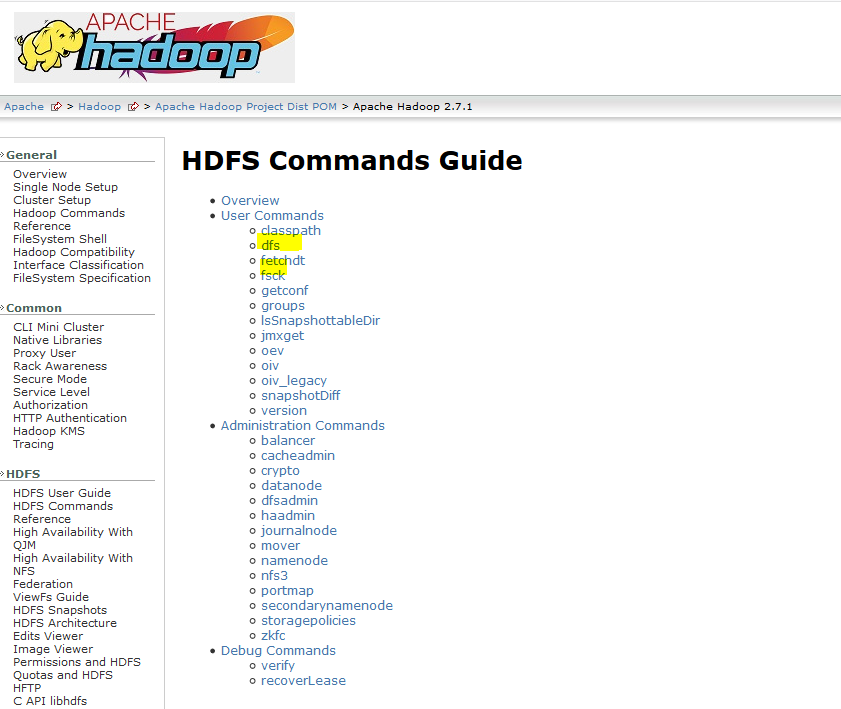 APACHE
hadoop
Apache > Hadoop > Apache Hadoop Project Dist POM > Apache Hadoop 2.7.1
General
Overview
Single Node Setup
Cluster Setup
Hadoop Commands
Reference
FileSystem Shell
Hadoop Compatibility
Interface Classification
FileSystem Specification
Common
CLI Mini Cluster
Native Libraries
Proxy User
Rack Awareness
Secure Mode
Service Level
Authorization
HTTP Authentication
Hadoop KMS
Tracing
HDFS
HDFS User Guide
HDFS Commands
Reference
High Availability With
QJM
High Availability With
NFS
Federation
ViewFs Guide
HDFS Snapshots
HDFS Architecture
Edits Viewer
Image Viewer
Permissions and HDFS
Quotas and HDFS
HFTP
C API libhdfs
HDFS Commands Guide
Overview
User Commands
classpath
dfs
fetchdt
fsck
getconf
groups
lsSnapshottableDir
jmxget
oev
oiv
oiv_legacy
snapshotDiff
version
Administration Commands
balancer
cacheadmin
crypto
datanode
dfsadmin
haadmin
journalnode
mover
namenode
nfs3
portmap
secondarynamenode
storagepolicies
zkfc
Debug Commands
verify
recoverLease